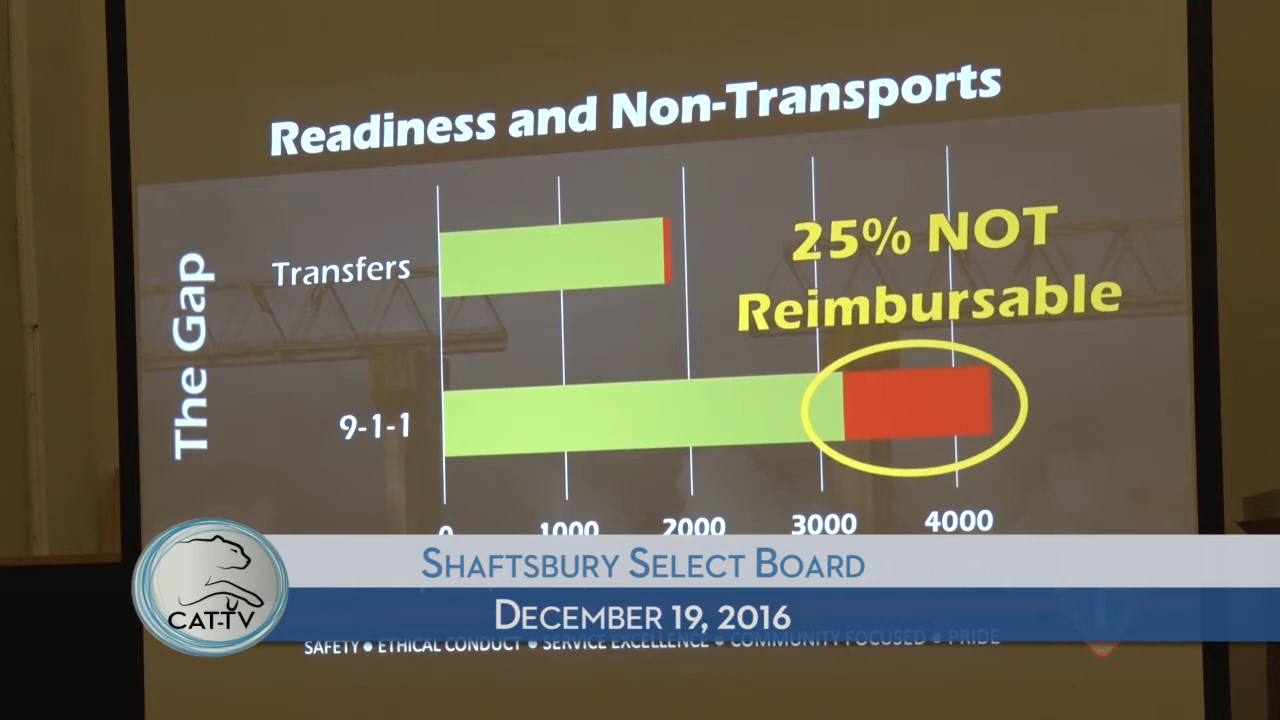 Readiness and Non-Transports
The Gap
Transfers
9-1-1
25% NOT
Reimbursable
0 1000 2000 3000 4000
SHAFTSBURY SELECT BOARD
DECEMBER 19, 2016
CAT-TV
SAFETY • ETHICAL CONDUCT • SERVICE EXCELLENCE • COMMUNITY FOCUSED • PRIDE